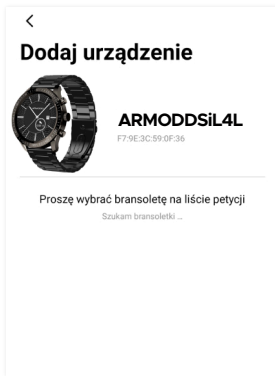 Dodaj urządzenie
ARMODDSiL4L
F7:9E:3C:59:0F:36
Proszę wybrać bransoletę na liście petycji
Szukam bransoletki ...